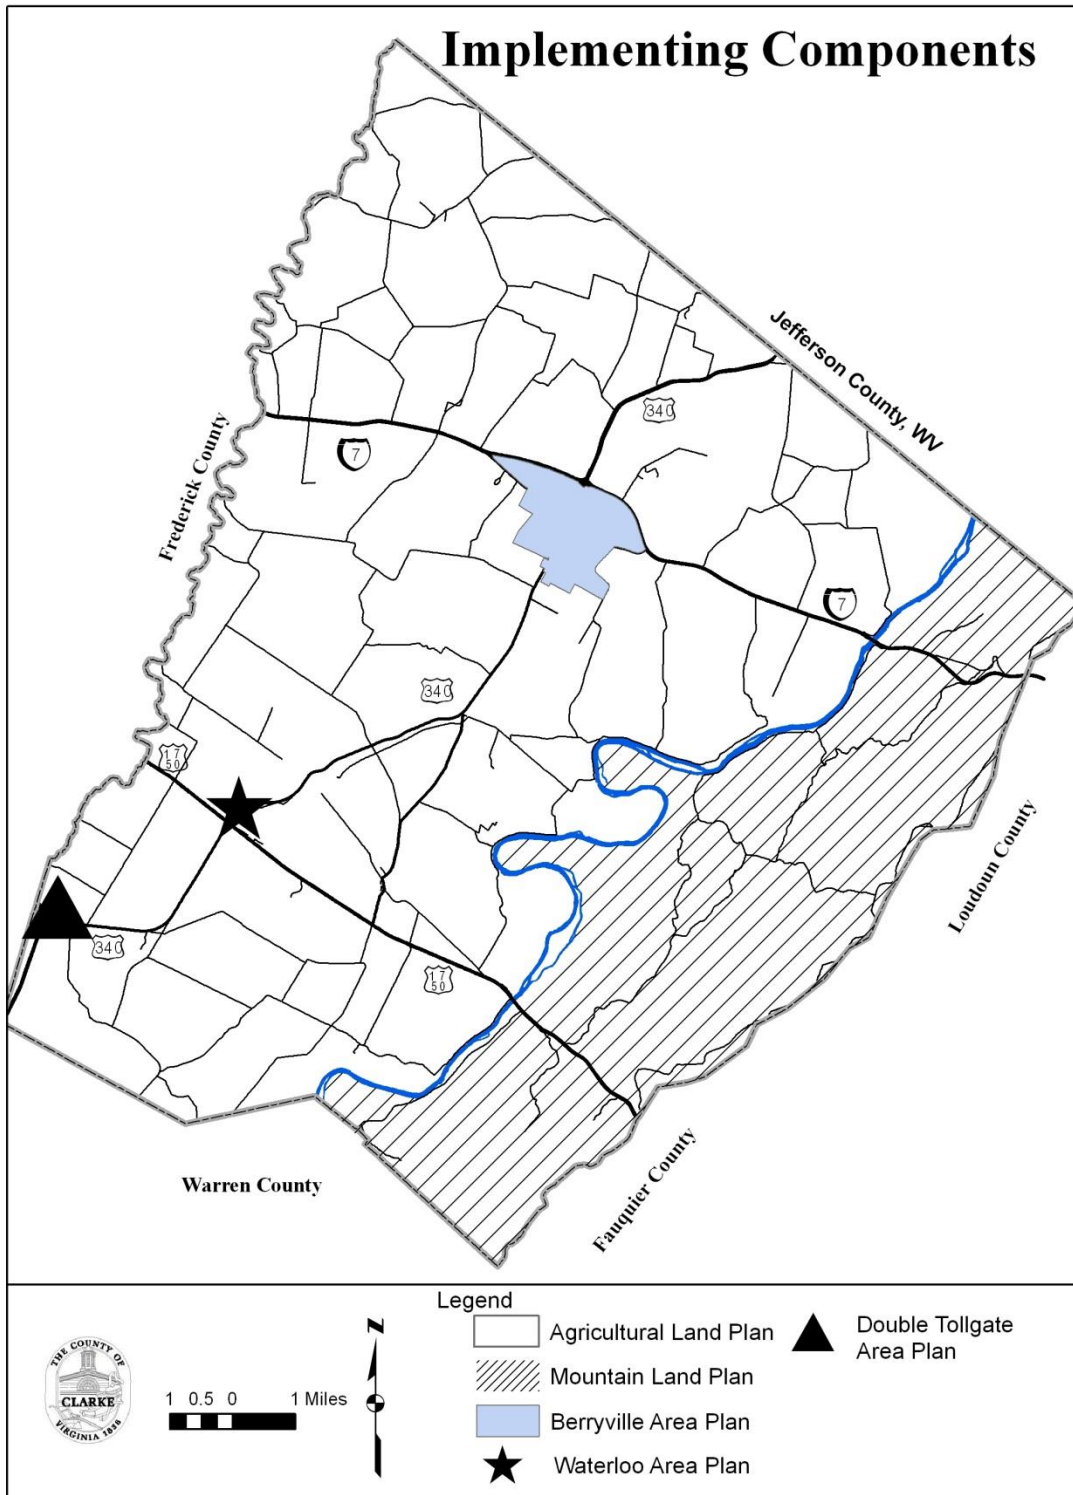 Implementing Components
Jefferson County, WV
340
7
Frederick County
7
340
17
50
340
17
50
Loudoun County
Fauquier County
Warren County
Legend
Agricultural Land Plan
Mountain Land Plan
Berryville Area Plan
Waterloo Area Plan
Double Tollgate
Area Plan
THE COUNTY OF
CLARKE
VIRGINIA 1836
1 0.5 0 1 Miles
N